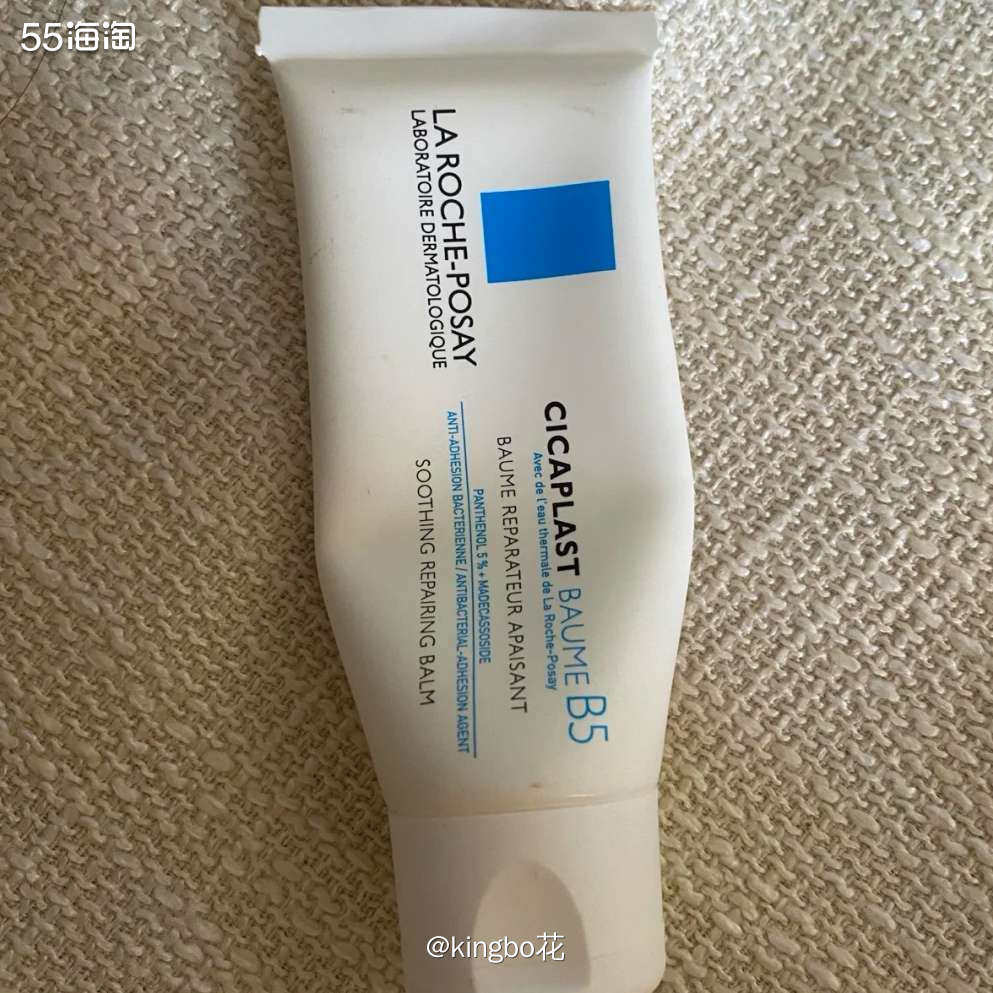 55海淘
LA ROCHE-POSAY
LABORATOIRE DERMATOLOGIQUE
CICAPLAST BAUME B5
Avec de l'eau thermale de La Roche-Posay
BAUME REPARATEUR APAISANT
PANTHENOL 5 % + MADECASSOSIDE
ANTI-ADHESION BACTERIENNE / ANTIBACTERIAL-ADHESION AGENT
SOOTHING REPAIRING BALM
@kingbo花